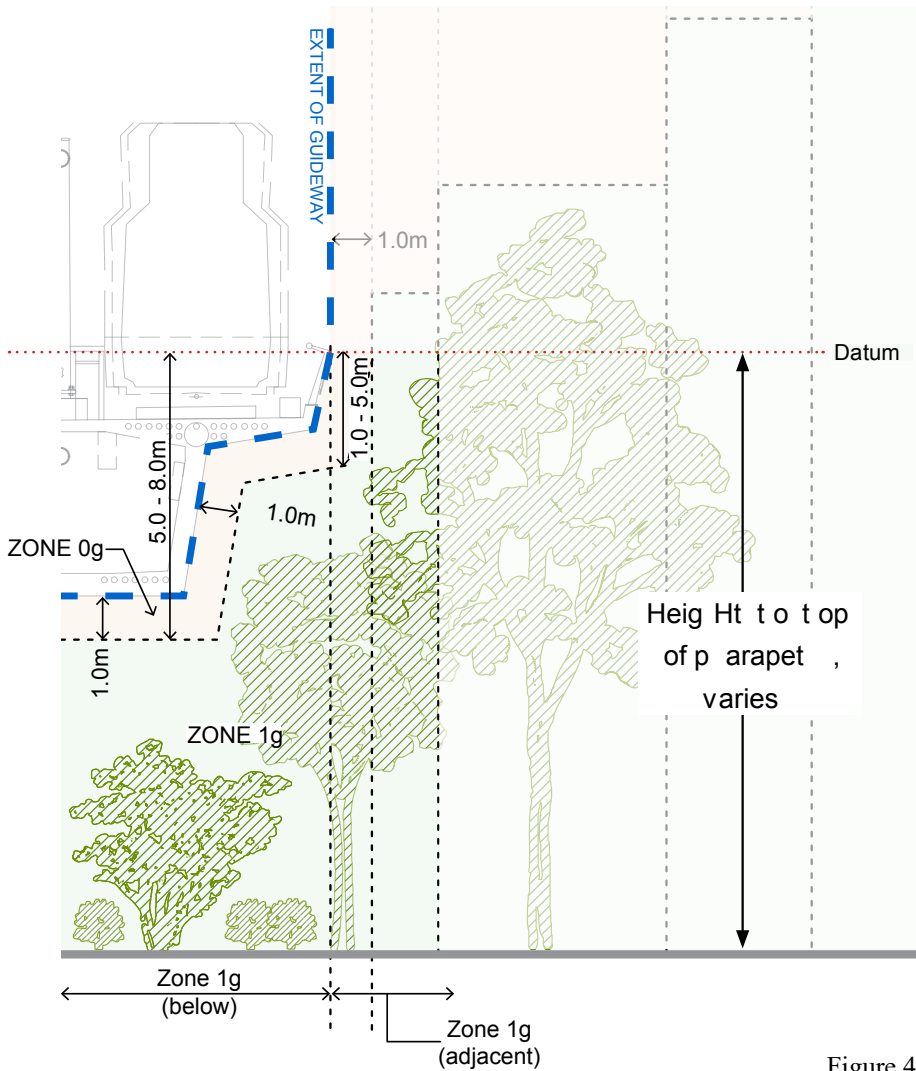 EXTENT OF GUIDEWAY
1.0m
Datum
1.0 - 5.0m
5.0 - 8.0m
1.0m
ZONE 0g
1.0m
Heig Ht t o t op
of p arapet ,
varies
ZONE 1g
Zone 1g
(below)
Zone 1g
(adjacent)
Figure 4